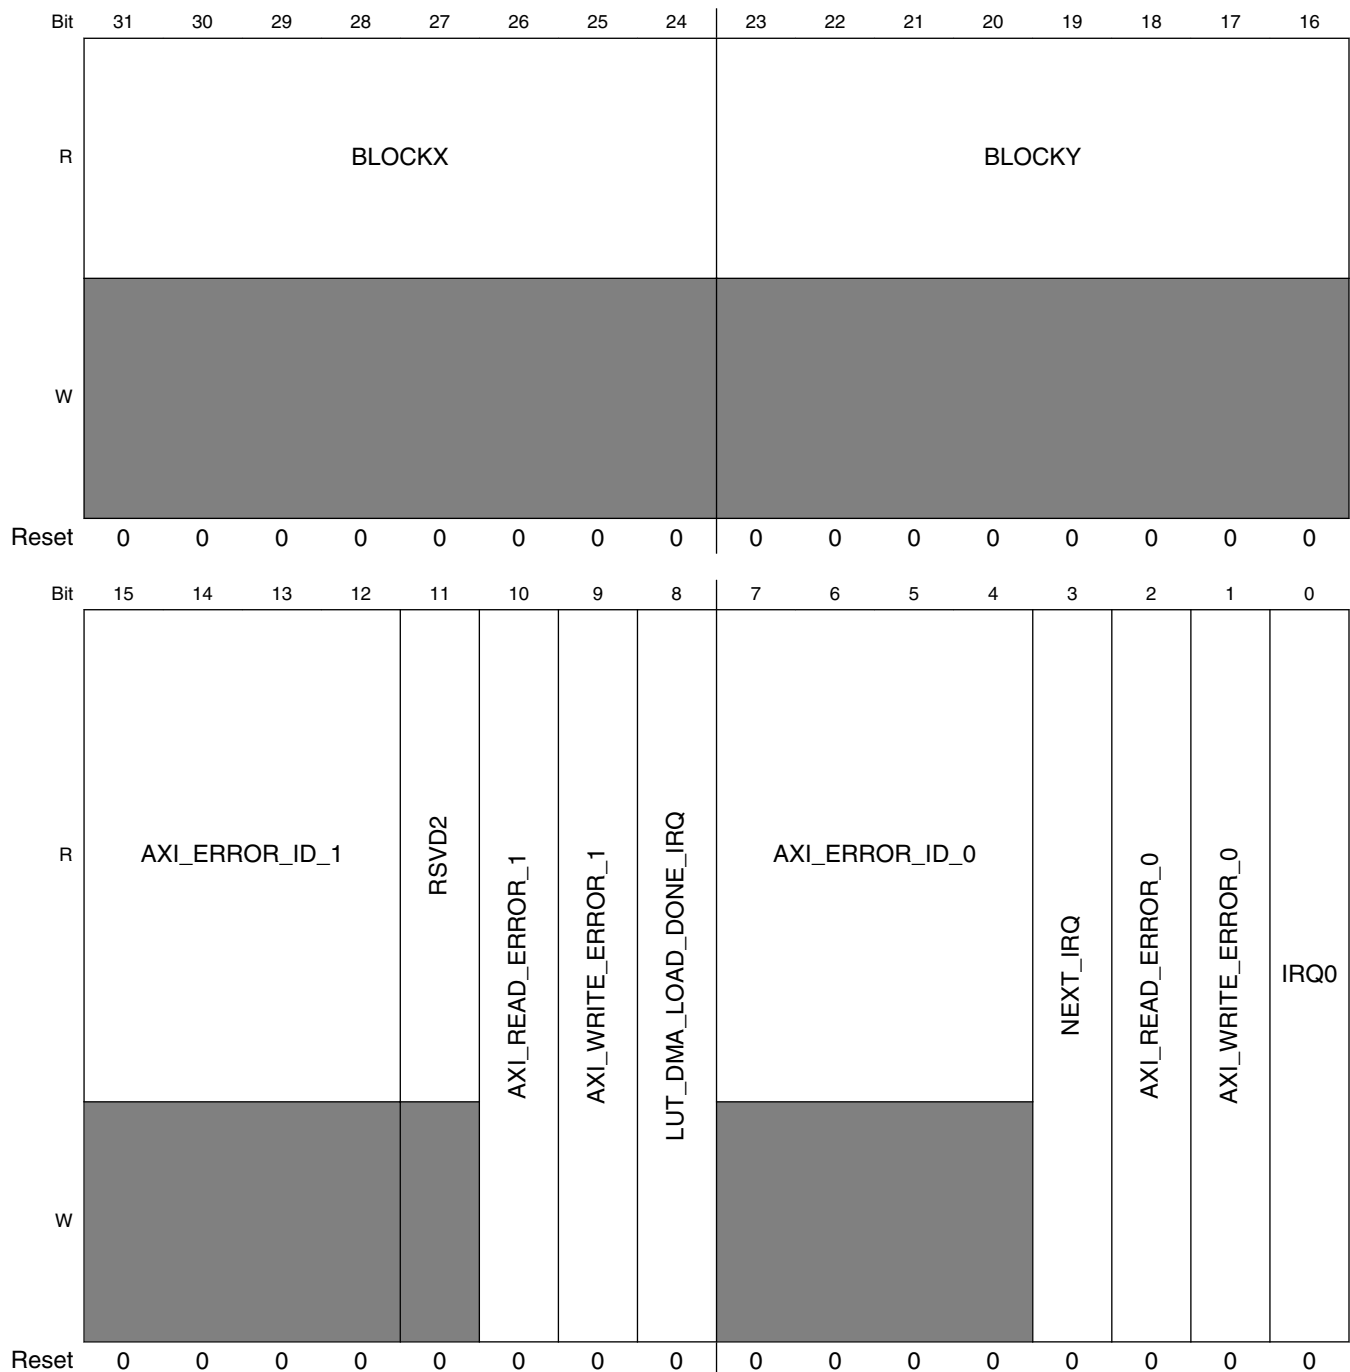 Bit 31 30 29 28 27 26 25 24 23 22 21 20 19 18 17 16
R BLOCKX BLOCKY
W
Reset 0 0 0 0 0 0 0 0 0 0 0 0 0 0 0 0
Bit 15 14 13 12 11 10 9 8 7 6 5 4 3 2 1 0
R AXI_ERROR_ID_1 RSVD2 AXI_READ_ERROR_1 AXI_WRITE_ERROR_1 LUT_DMA_LOAD_DONE_IRQ AXI_ERROR_ID_0 NEXT_IRQ AXI_READ_ERROR_0 AXI_WRITE_ERROR_0 IRQ0
W
Reset 0 0 0 0 0 0 0 0 0 0 0 0 0 0 0 0